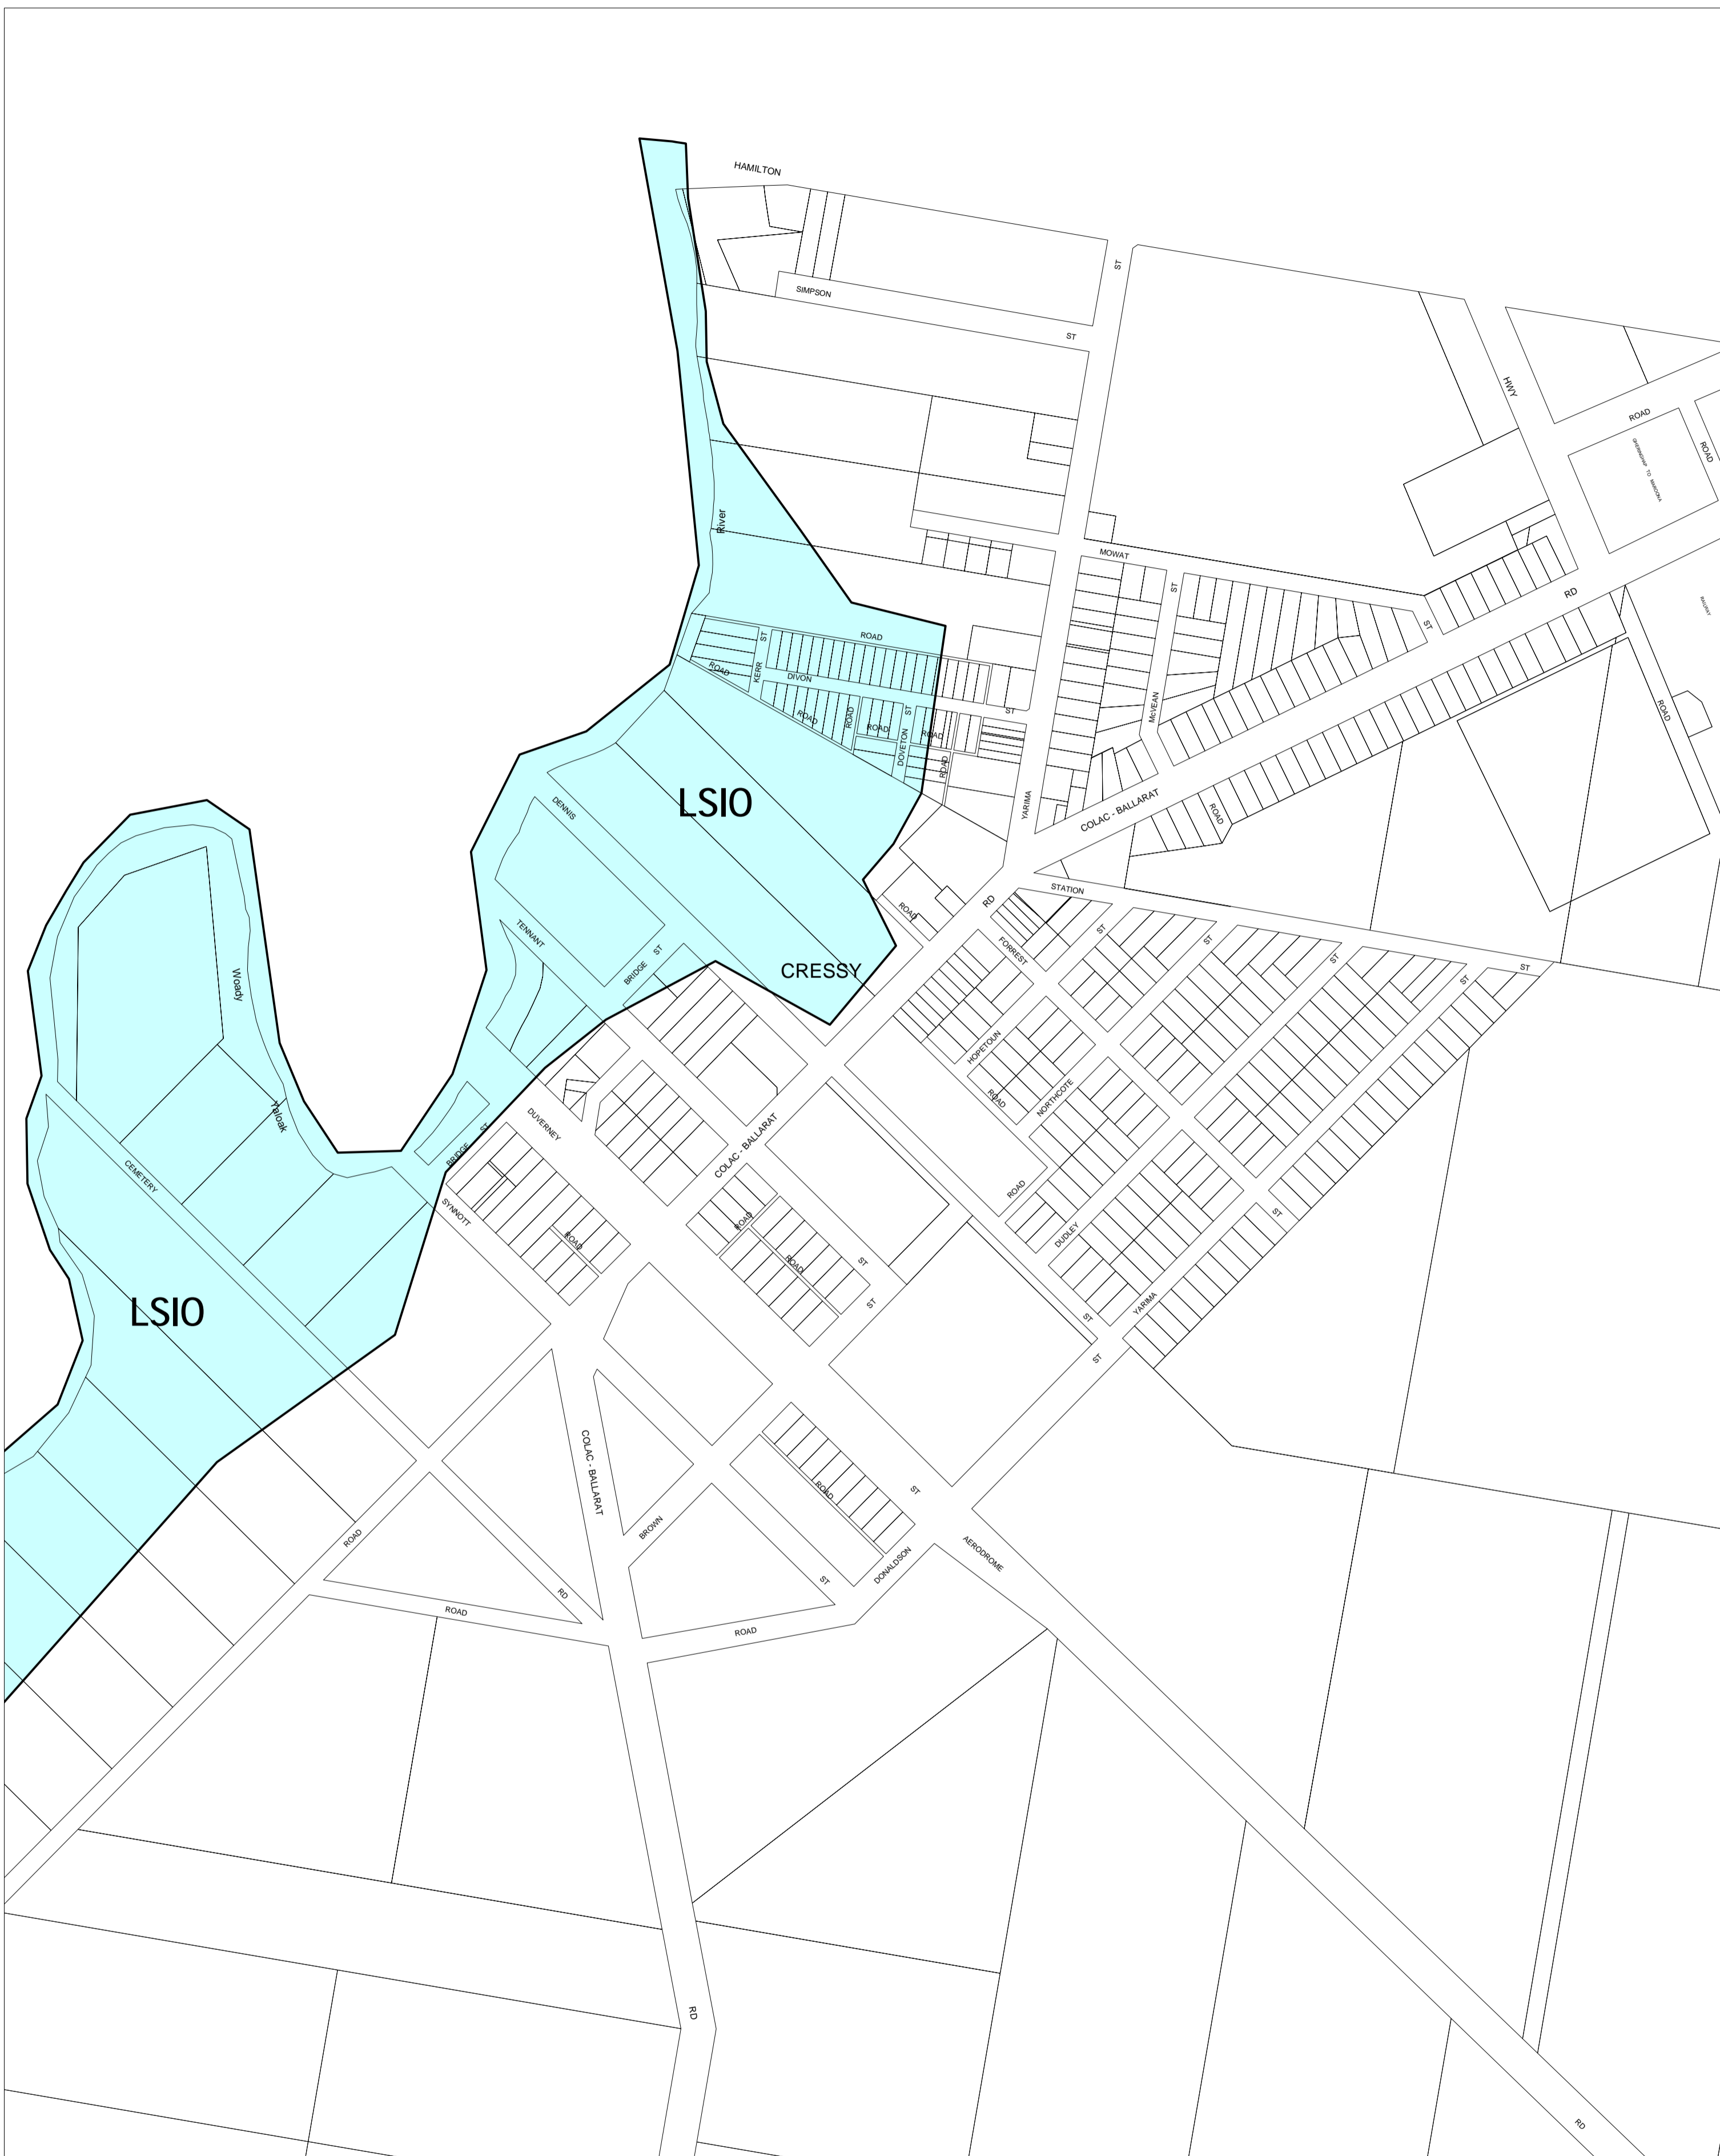 HAMILTON
ST
SIMPSON
ST
HWY
ROAD
ROAD
River
MOWAT
ST
ST
RD
RAILWAY
ROAD
ST
ROAD
KERR
DIVON
ROAD
ROAD
ROAD
ST
ST
ROAD
DOVETON
ROAD
McVEAN
ROAD
YARIMA
COLAC - BALLARAT
ROAD
LSIO
DENNIS
STATION
RD
ROAD
FORREST
ST
ST
ST
ST
ST
TENNANT
BRIDGE
ST
CRESSY
Woady
HOPETOUN
NORTHCOTE
ROAD
Yaloak
DUVERNEY
BRIDGE
ST
COLAC - BALLARAT
CEMETERY
SYNNOTT
ROAD
ROAD
ROAD
ROAD
DUDLEY
ST
ST
ST
YARIMA
ST
ST
LSIO
COLAC - BALLARAT
ROAD
ST
ROAD
BROWN
AERODROME
DONALDSON
ST
RD
ROAD
ROAD
RD
RD